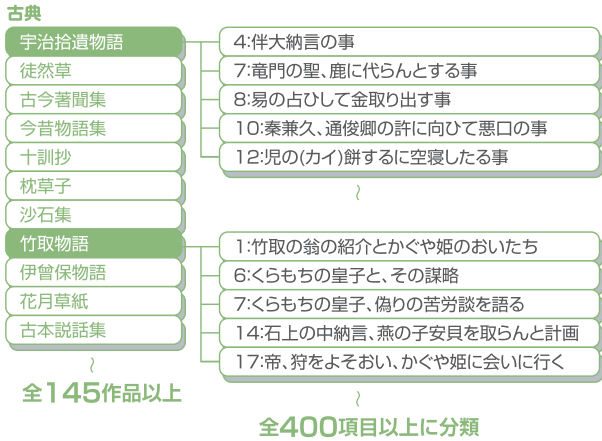 古典
宇治拾遺物語
徒然草
古今著聞集
今昔物語集
十訓抄
枕草子
沙石集
竹取物語
伊曾保物語
花月草紙
古本説話集
〜
全145作品以上
4:伴大納言の事
7:竜門の聖、鹿に代らんとする事
8:易の占ひして金取り出す事
10:秦兼久、通俊卿の許に向ひて悪口の事
12:児の(カイ)餅するに空寝したる事
〜
1:竹取の翁の紹介とかぐや姫のおいたち
6:くらもちの皇子と、その謀略
7:くらもちの皇子、偽りの苦労談を語る
14:石上の中納言、燕の子安貝を取らんと計画
17:帝、狩をよそおい、かぐや姫に会いに行く
〜
全400項目以上に分類